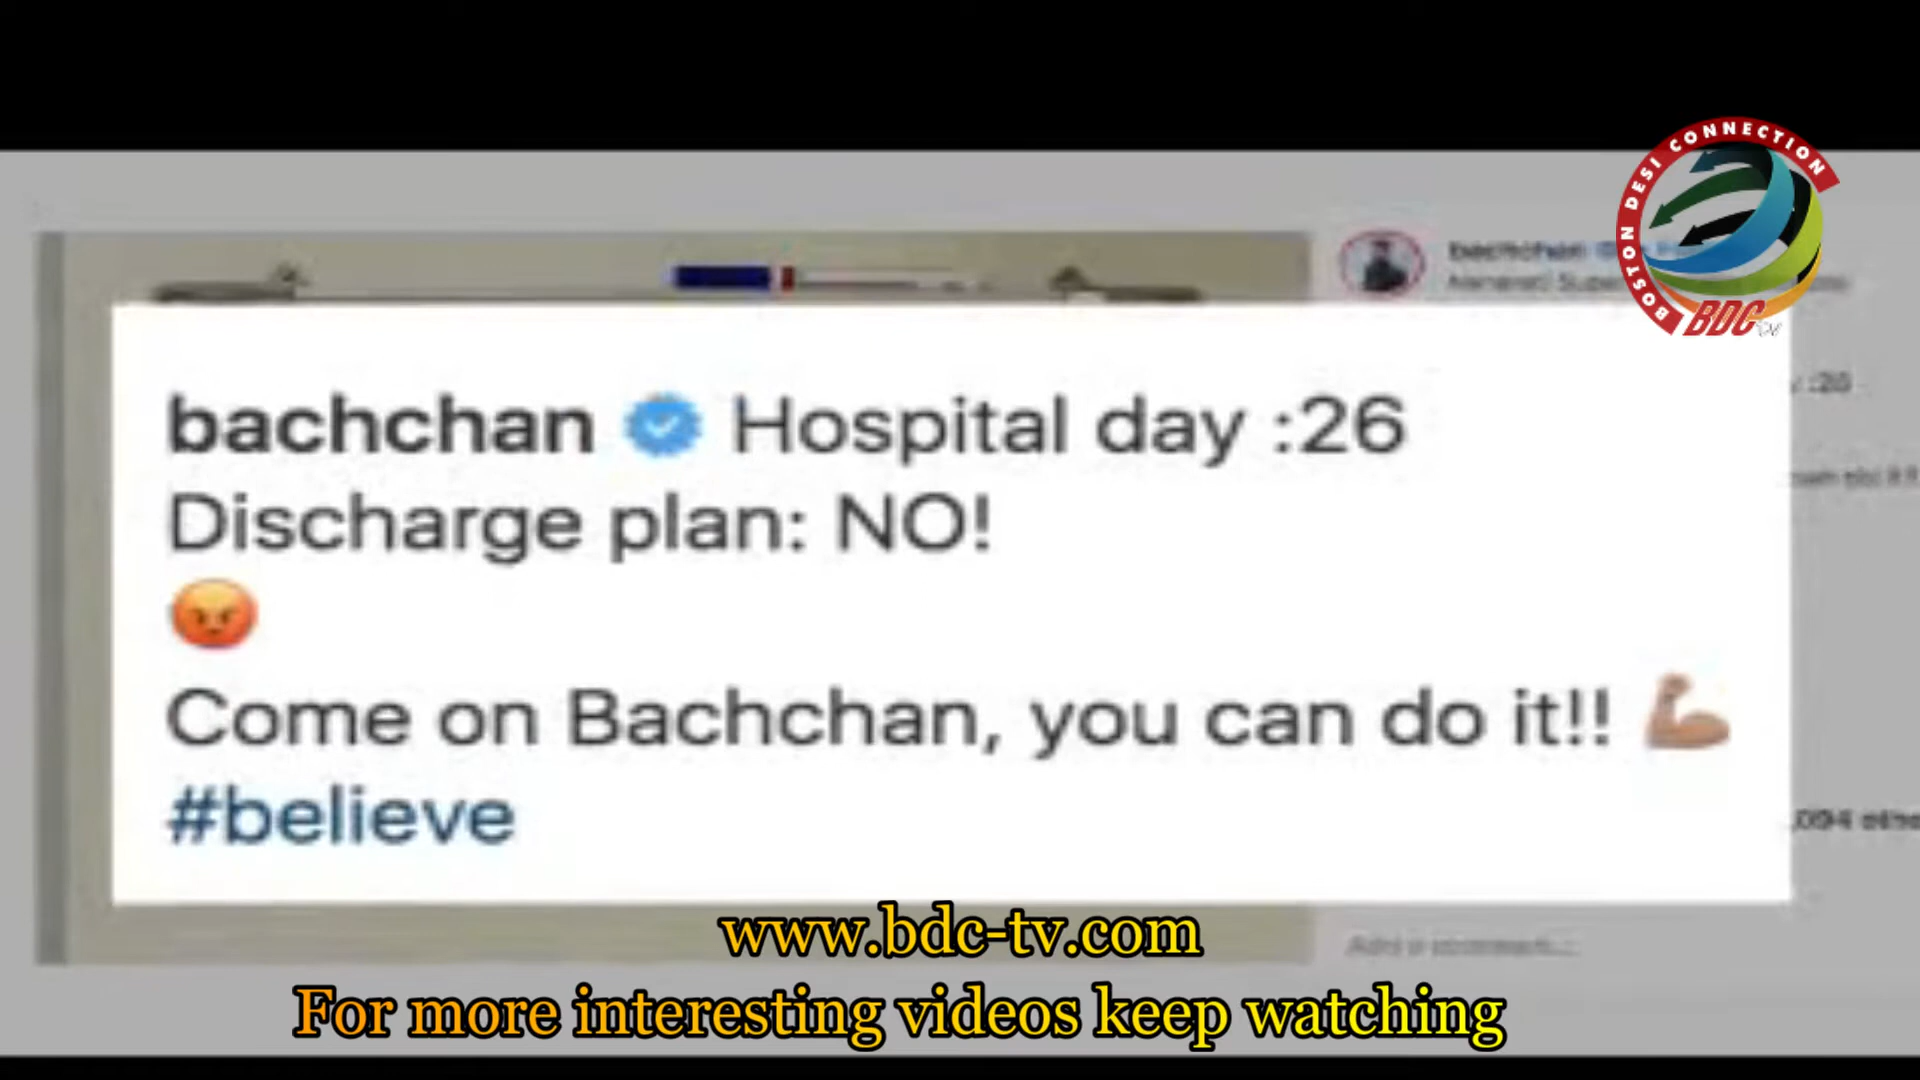 BOSTON DESI CONNECTION
BDC tv
bachchan Hospital day :26
Discharge plan: NO!
😡
Come on Bachchan, you can do it!! 💪
#believe
www.bdc-tv.com
For more interesting videos keep watching